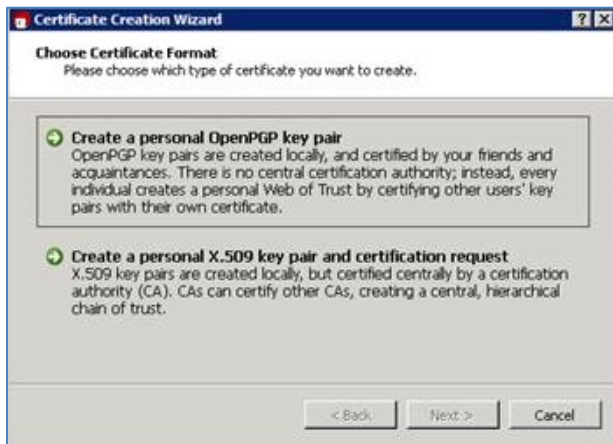 Certificate Creation Wizard
Choose Certificate Format
Please choose which type of certificate you want to create.
Create a personal OpenPGP key pair
OpenPGP key pairs are created locally, and certified by your friends and
acquaintances. There is no central certification authority; instead, every
individual creates a personal Web of Trust by certifying other users' key
pairs with their own certificate.
Create a personal X.509 key pair and certification request
X.509 key pairs are created locally, but certified centrally by a certification
authority (CA). CAs can certify other CAs, creating a central, hierarchical
chain of trust.
< Back Next > Cancel